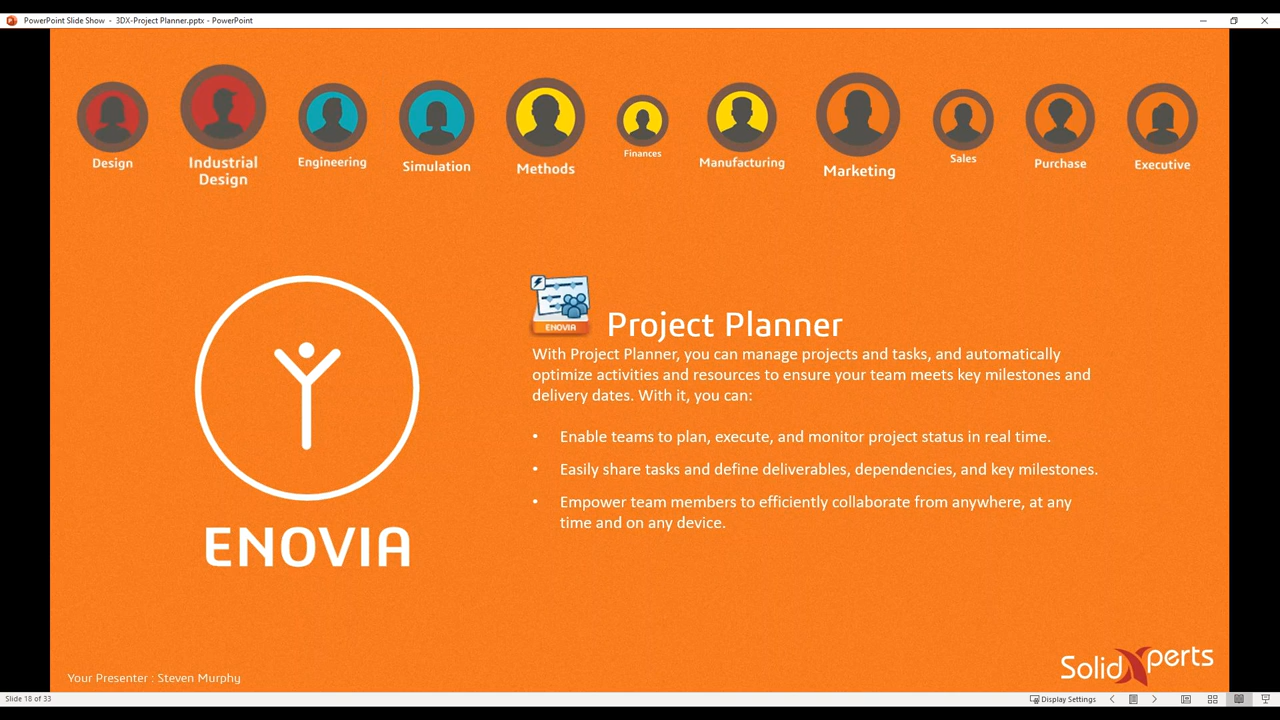 PowerPoint Slide Show - 3DX-Project Planner.pptx - PowerPoint
Design
Industrial
Design
Engineering
Simulation
Methods
Finances
Manufacturing
Marketing
Sales
Purchase
Executive
ENOVIA
Project Planner
With Project Planner, you can manage projects and tasks, and automatically
optimize activities and resources to ensure your team meets key milestones and
delivery dates. With it, you can:
• Enable teams to plan, execute, and monitor project status in real time.
• Easily share tasks and define deliverables, dependencies, and key milestones.
• Empower team members to efficiently collaborate from anywhere, at any
time and on any device.
ENOVIA
SolidXperts
Your Presenter : Steven Murphy
Slide 18 of 33
Display Settings